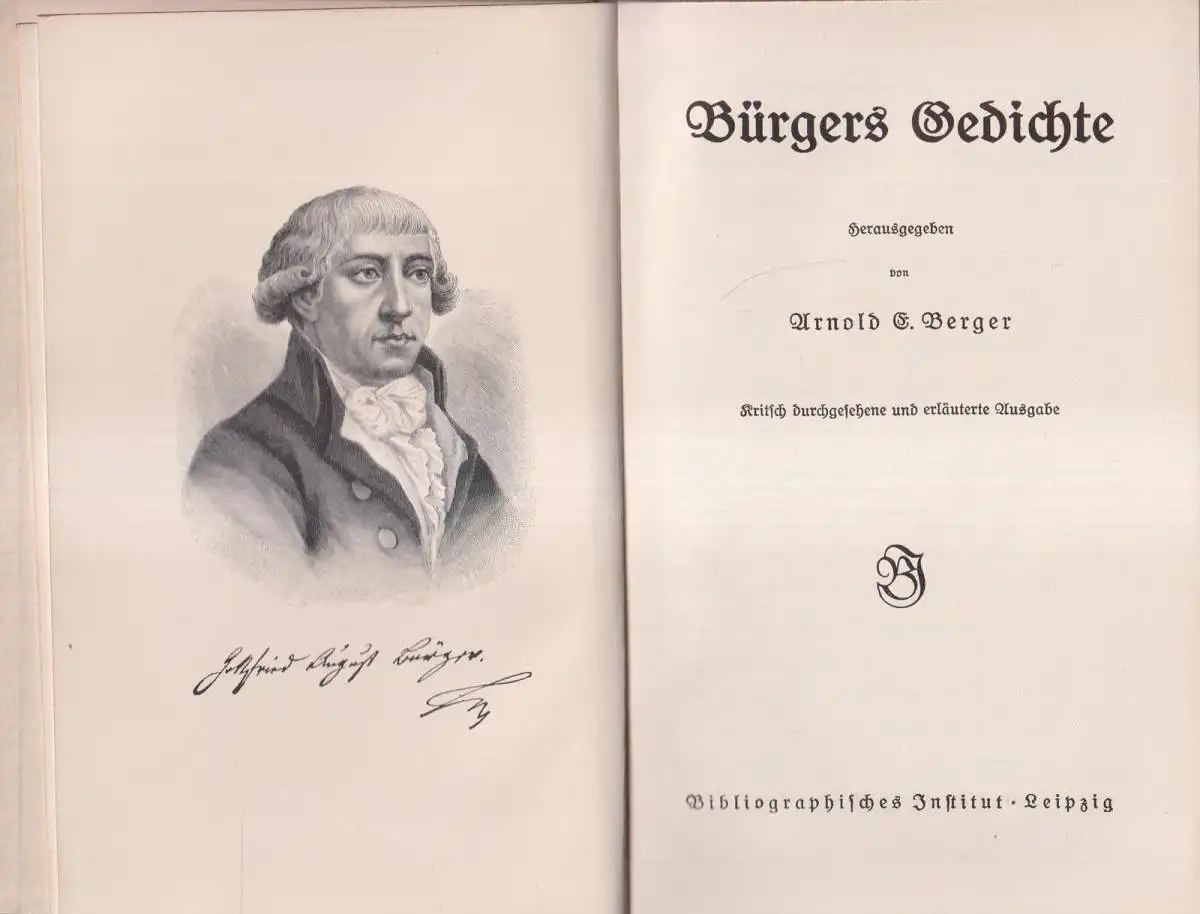 Gottfried August Bürger.
Bürgers Gedichte
Herausgegeben
von
Arnold E. Berger
Kritisch durchgesehene und erläuterte Ausgabe
BI
Bibliographisches Institut · Leipzig